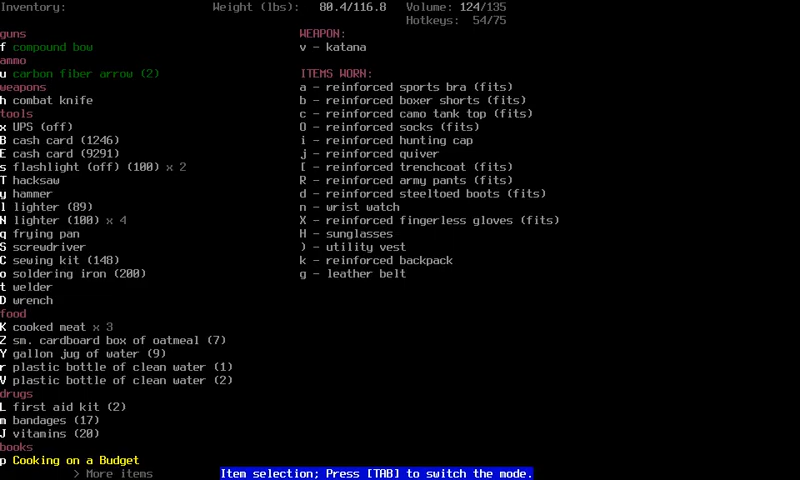 Inventory: Weight (lbs): 80.4/116.8 Volume: 124/135
Hotkeys: 54/75
guns
f compound bow
ammo
u carbon fiber arrow (2)
weapons
h combat knife
tools
x UPS (off)
B cash card (1246)
E cash card (9291)
s flashlight (off) (100) x 2
T hacksaw
y hammer
l lighter (89)
N lighter (100) x 4
q frying pan
S screwdriver
C sewing kit (148)
o soldering iron (200)
t welder
D wrench
food
K cooked meat x 3
Z sm. cardboard box of oatmeal (7)
Y gallon jug of water (9)
r plastic bottle of clean water (1)
V plastic bottle of clean water (2)
drugs
L first aid kit (2)
m bandages (17)
J vitamins (20)
books
p Cooking on a Budget
> More items
WEAPON:
v - katana
ITEMS WORN:
a - reinforced sports bra (fits)
b - reinforced boxer shorts (fits)
c - reinforced camo tank top (fits)
O - reinforced socks (fits)
i - reinforced hunting cap
j - reinforced quiver
[ - reinforced trenchcoat (fits)
R - reinforced army pants (fits)
d - reinforced steeltoed boots (fits)
n - wrist watch
X - reinforced fingerless gloves (fits)
H - sunglasses
) - utility vest
k - reinforced backpack
g - leather belt
Item selection; Press [TAB] to switch the mode.